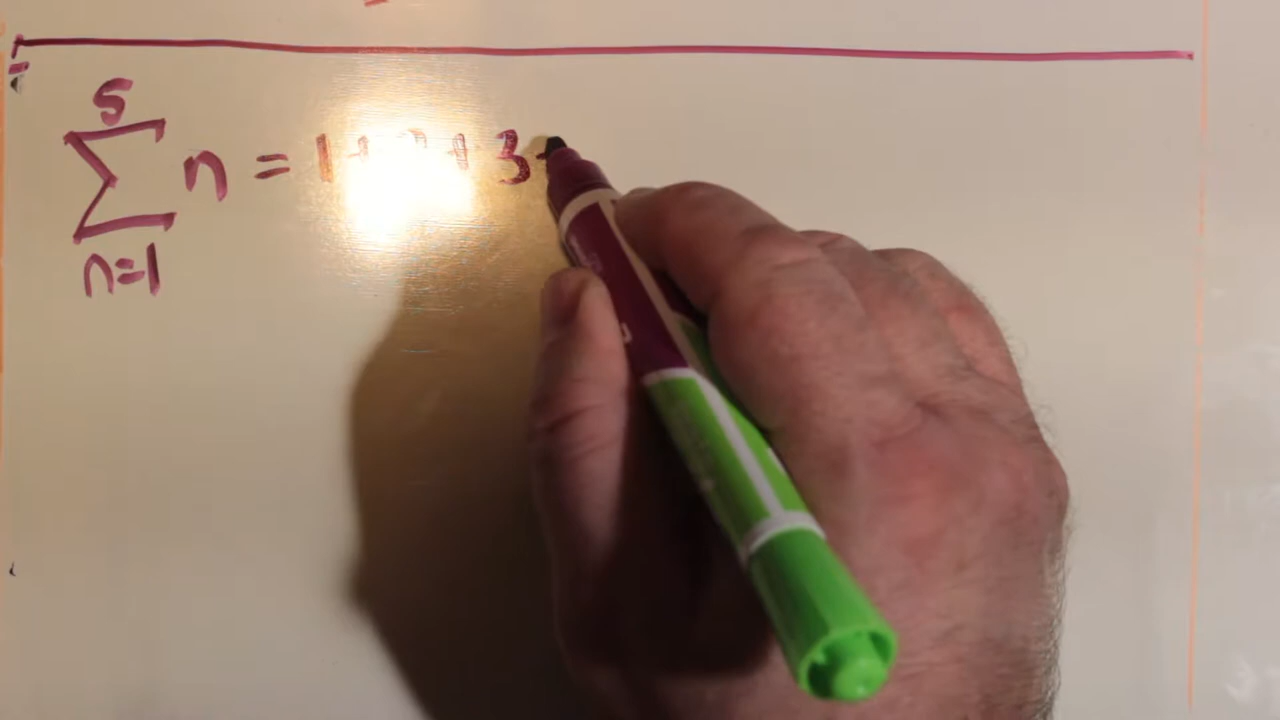 5
∑ n = 1 + 2 + 3 +
n=1